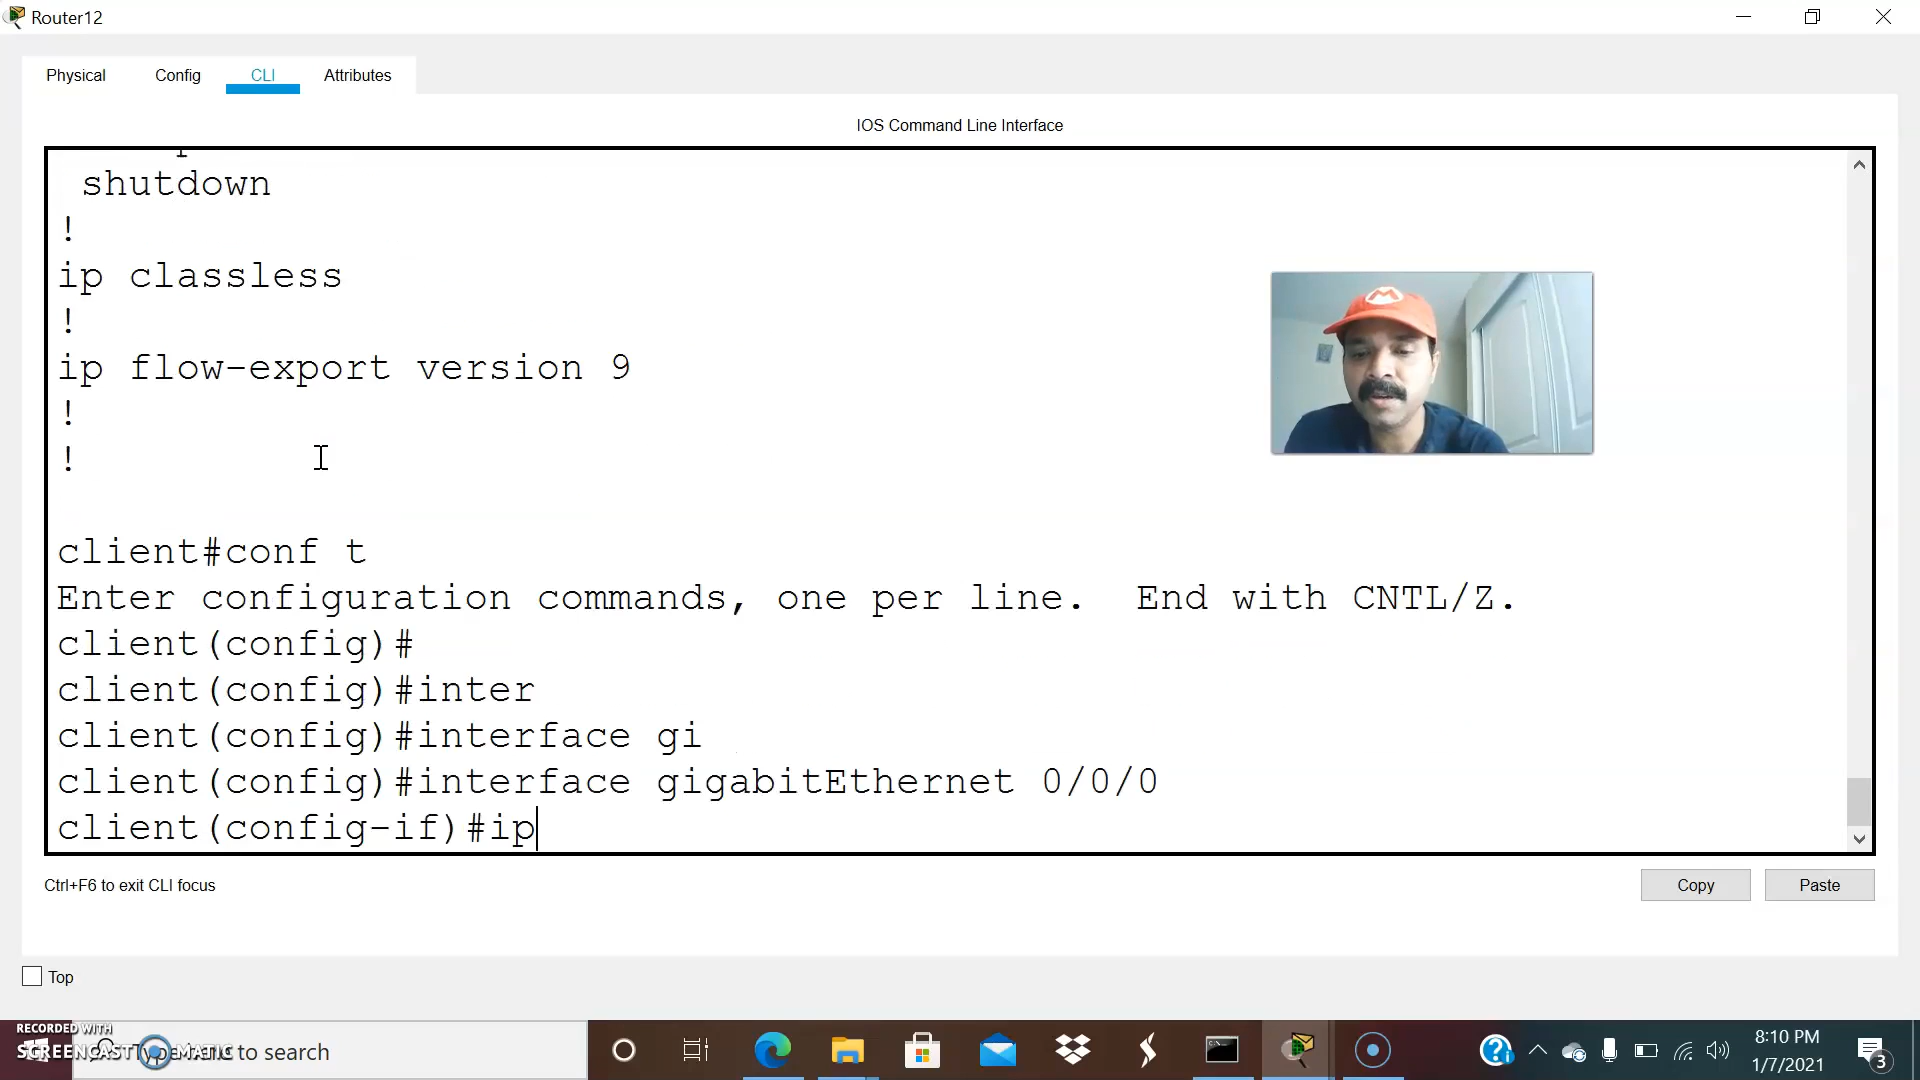 Router12
Physical Config CLI Attributes
IOS Command Line Interface
shutdown
!
ip classless
!
ip flow-export version 9
!
!
client#conf t
Enter configuration commands, one per line. End with CNTL/Z.
client(config)#
client(config)#inter
client(config)#interface gi
client(config)#interface gigabitEthernet 0/0/0
client(config-if)#ip
Ctrl+F6 to exit CLI focus
Copy Paste
Top
RECORDED WITH
SCREENCAST MATIC
to search
8:10 PM
1/7/2021
3